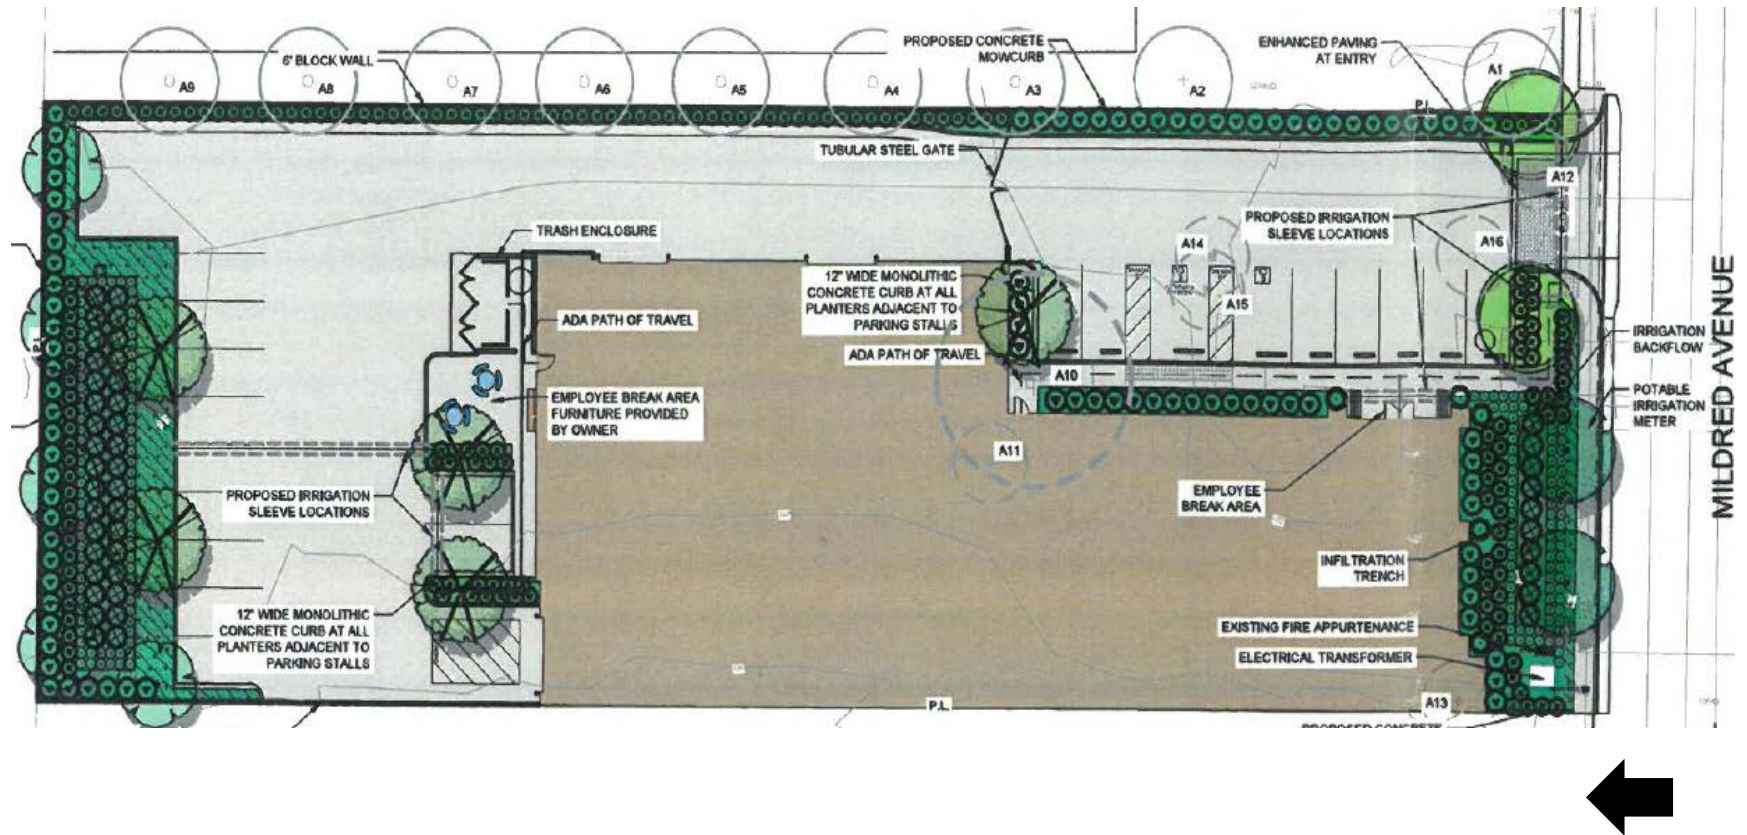 PROPOSED CONCRETE
MOWCURB
ENHANCED PAVING
AT ENTRY
6' BLOCK WALL
A9
A8
A7
A6
A5
A4
A3
A2
A1
P.L.
TUBULAR STEEL GATE
A12
PROPOSED IRRIGATION
SLEEVE LOCATIONS
TRASH ENCLOSURE
A14
A16
12" WIDE MONOLITHIC
CONCRETE CURB AT ALL
PLANTERS ADJACENT TO
PARKING STALLS
A15
ADA PATH OF TRAVEL
ADA PATH OF TRAVEL
IRRIGATION
BACKFLOW
P.L.
A10
EMPLOYEE BREAK AREA
FURNITURE PROVIDED
BY OWNER
POTABLE
IRRIGATION
METER
MILDRED AVENUE
A11
PROPOSED IRRIGATION
SLEEVE LOCATIONS
EMPLOYEE
BREAK AREA
INFILTRATION
TRENCH
12" WIDE MONOLITHIC
CONCRETE CURB AT ALL
PLANTERS ADJACENT TO
PARKING STALLS
EXISTING FIRE APPURTENANCE
ELECTRICAL TRANSFORMER
P.L.
A13
PROPOSED CONCRETE